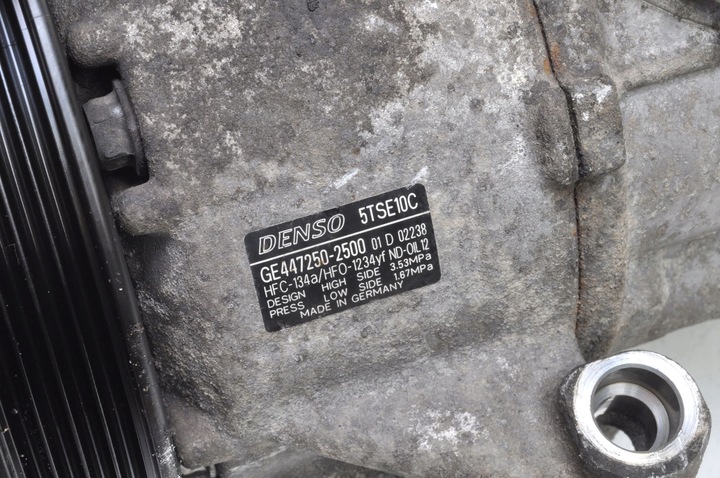 DENSO 5TSE10C
GE447250-2500 01 D 02238
HFC-134a/HFO-1234yf ND-OIL12
DESIGN HIGH SIDE 3.53MPa
PRESS LOW SIDE 1.67MPa
MADE IN GERMANY